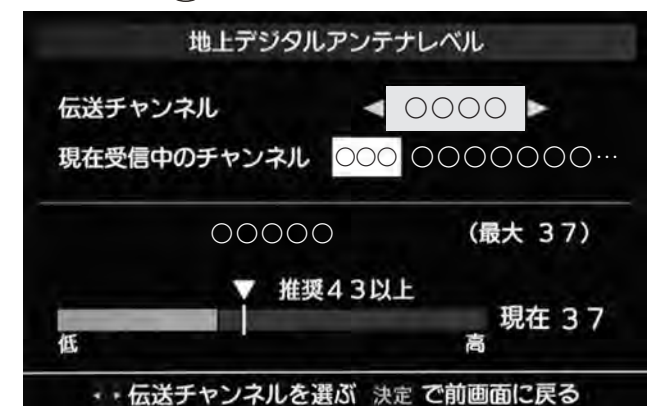 地上デジタルアンテナレベル
伝送チャンネル ◀ ○○○○ ▶
現在受信中のチャンネル ○○○ ○○○○○○○…
○○○○○ (最大 37)
▼ 推奨43以上
現在 37
低 高
・・伝送チャンネルを選ぶ 決定 で前画面に戻る